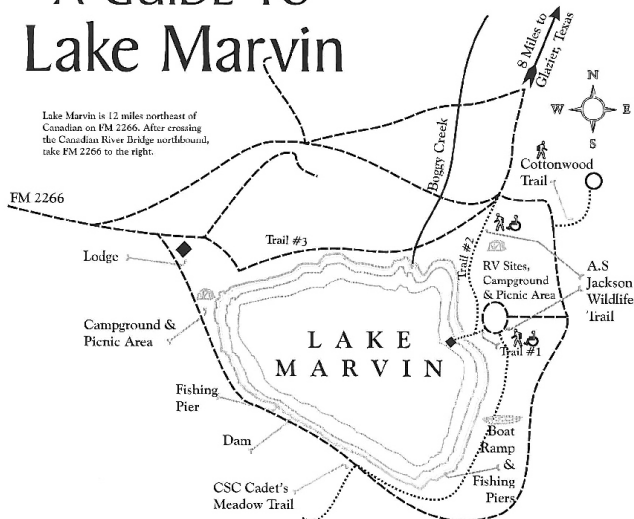 A GUIDE TO
Lake Marvin
Lake Marvin is 12 miles northeast of
Canadian on FM 2266. After crossing
the Canadian River Bridge northbound,
take FM 2266 to the right.
8 Miles to
Glazier, Texas
N
W
E
S
Boggy Creek
Cottonwood
Trail
FM 2266
Trail #3
Trail #2
Lodge
RV Sites,
Campground
& Picnic Area
A.S
Jackson
Wildlife
Trail
Campground &
Picnic Area
LAKE
MARVIN
Trail #1
Fishing
Pier
Dam
Boat
Ramp
&
Fishing
Piers
CSC Cadet's
Meadow Trail